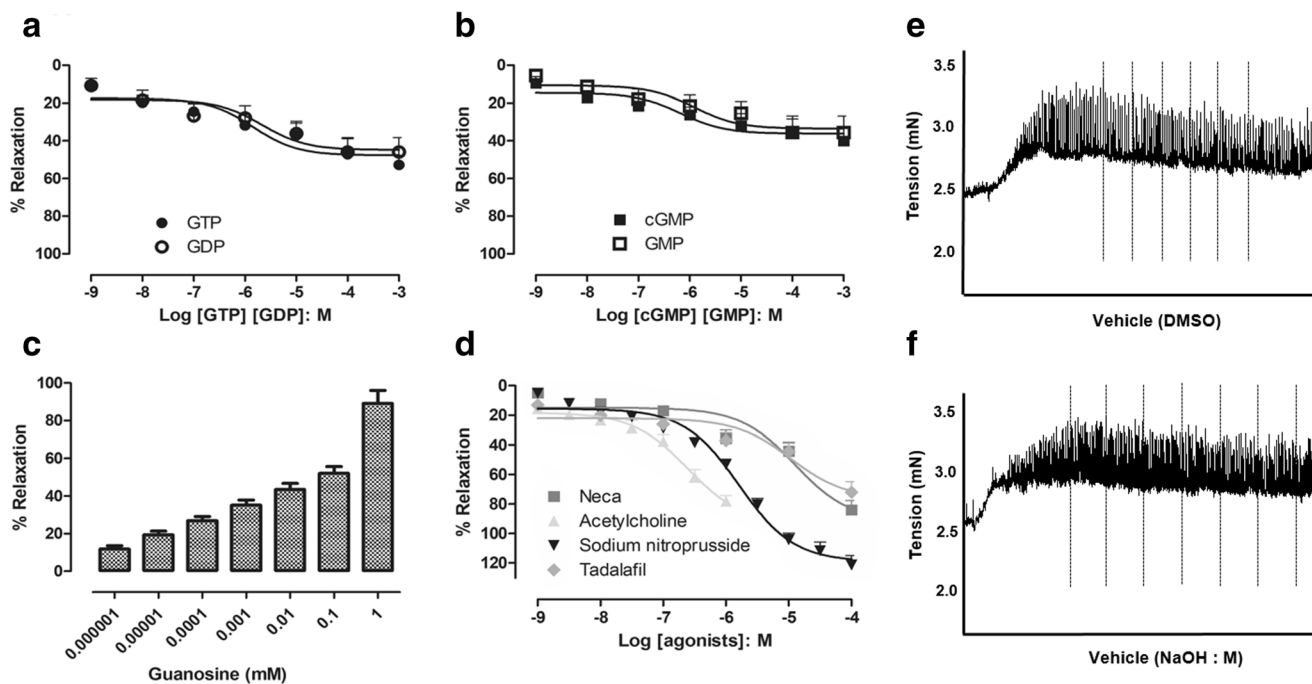 a
0
20
40
60
80
100
% Relaxation
GTP
GDP
-9 -8 -7 -6 -5 -4 -3
Log [GTP] [GDP]: M
b
0
20
40
60
80
100
% Relaxation
cGMP
GMP
-9 -8 -7 -6 -5 -4 -3
Log [cGMP] [GMP]: M
e
3.5
3.0
2.5
2.0
Tension (mN)
Vehicle (DMSO)
c
100
80
60
40
20
0
% Relaxation
0.000001 0.00001 0.0001 0.001 0.01 0.1 1
Guanosine (mM)
d
0
20
40
60
80
100
120
% Relaxation
Neca
Acetylcholine
Sodium nitroprusside
Tadalafil
-9 -8 -7 -6 -5 -4
Log [agonists]: M
f
3.5
3.0
2.5
2.0
Tension (mN)
Vehicle (NaOH : M)